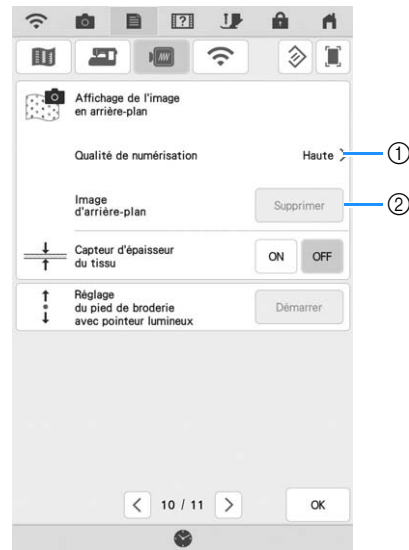 Affichage de l'image
en arrière-plan
Qualité de numérisation
Haute >
①
Image
d'arrière-plan
Supprimer
②
Capteur d'épaisseur
du tissu
ON
OFF
Règlage
du pied de broderie
avec pointeur lumineux
Démarrer
< 10 / 11 >
OK